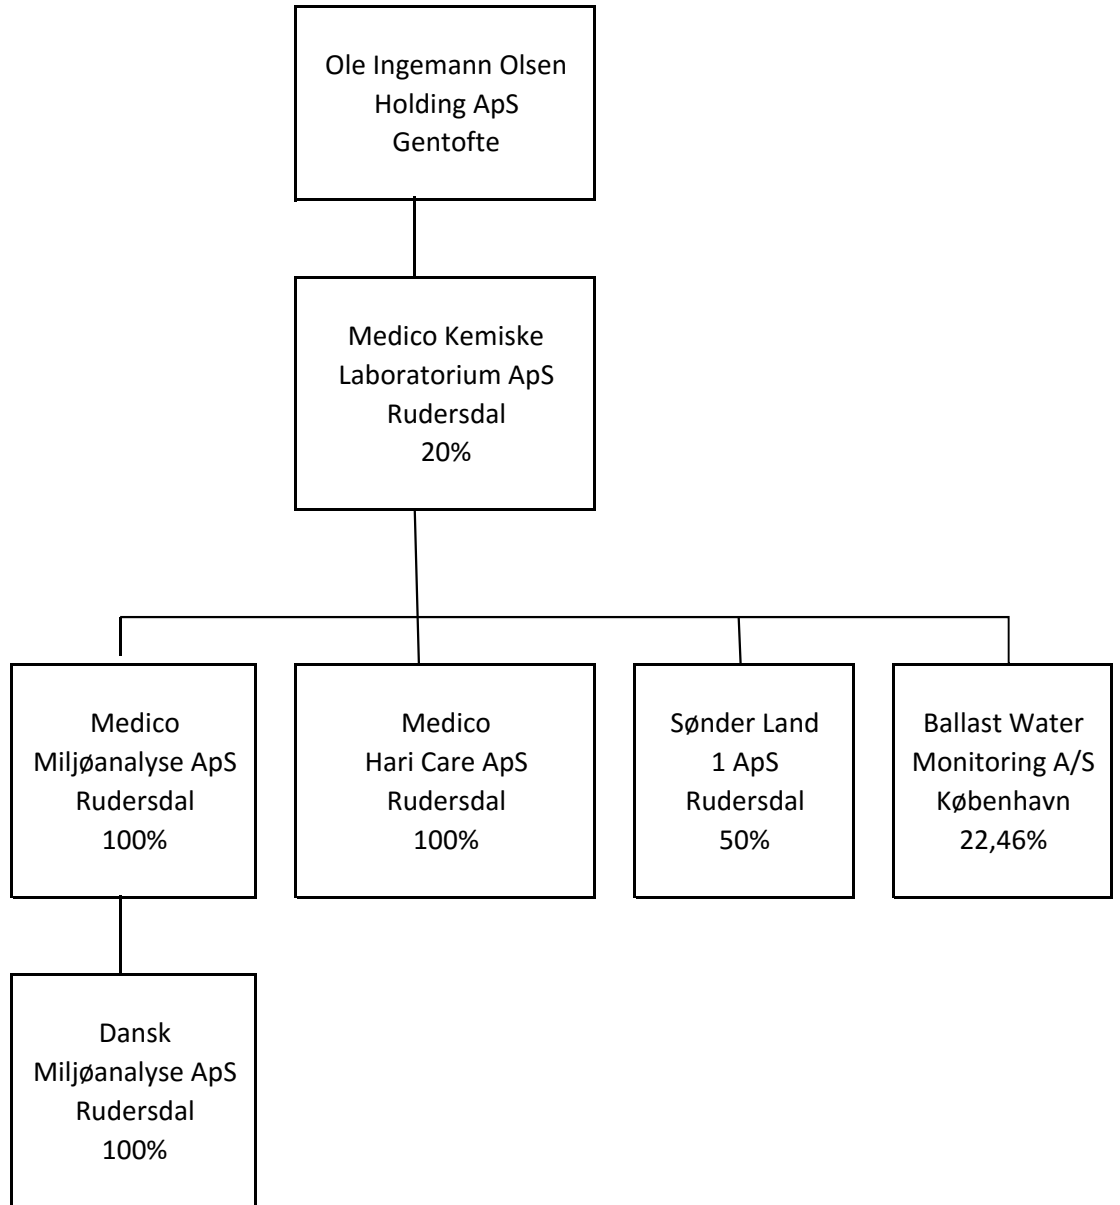 Ole Ingemann Olsen
Holding ApS
Gentofte
Medico Kemiske
Laboratorium ApS
Rudersdal
20%
Medico
Miljøanalyse ApS
Rudersdal
100%
Medico
Hari Care ApS
Rudersdal
100%
Sønder Land
1 ApS
Rudersdal
50%
Ballast Water
Monitoring A/S
København
22,46%
Dansk
Miljøanalyse ApS
Rudersdal
100%